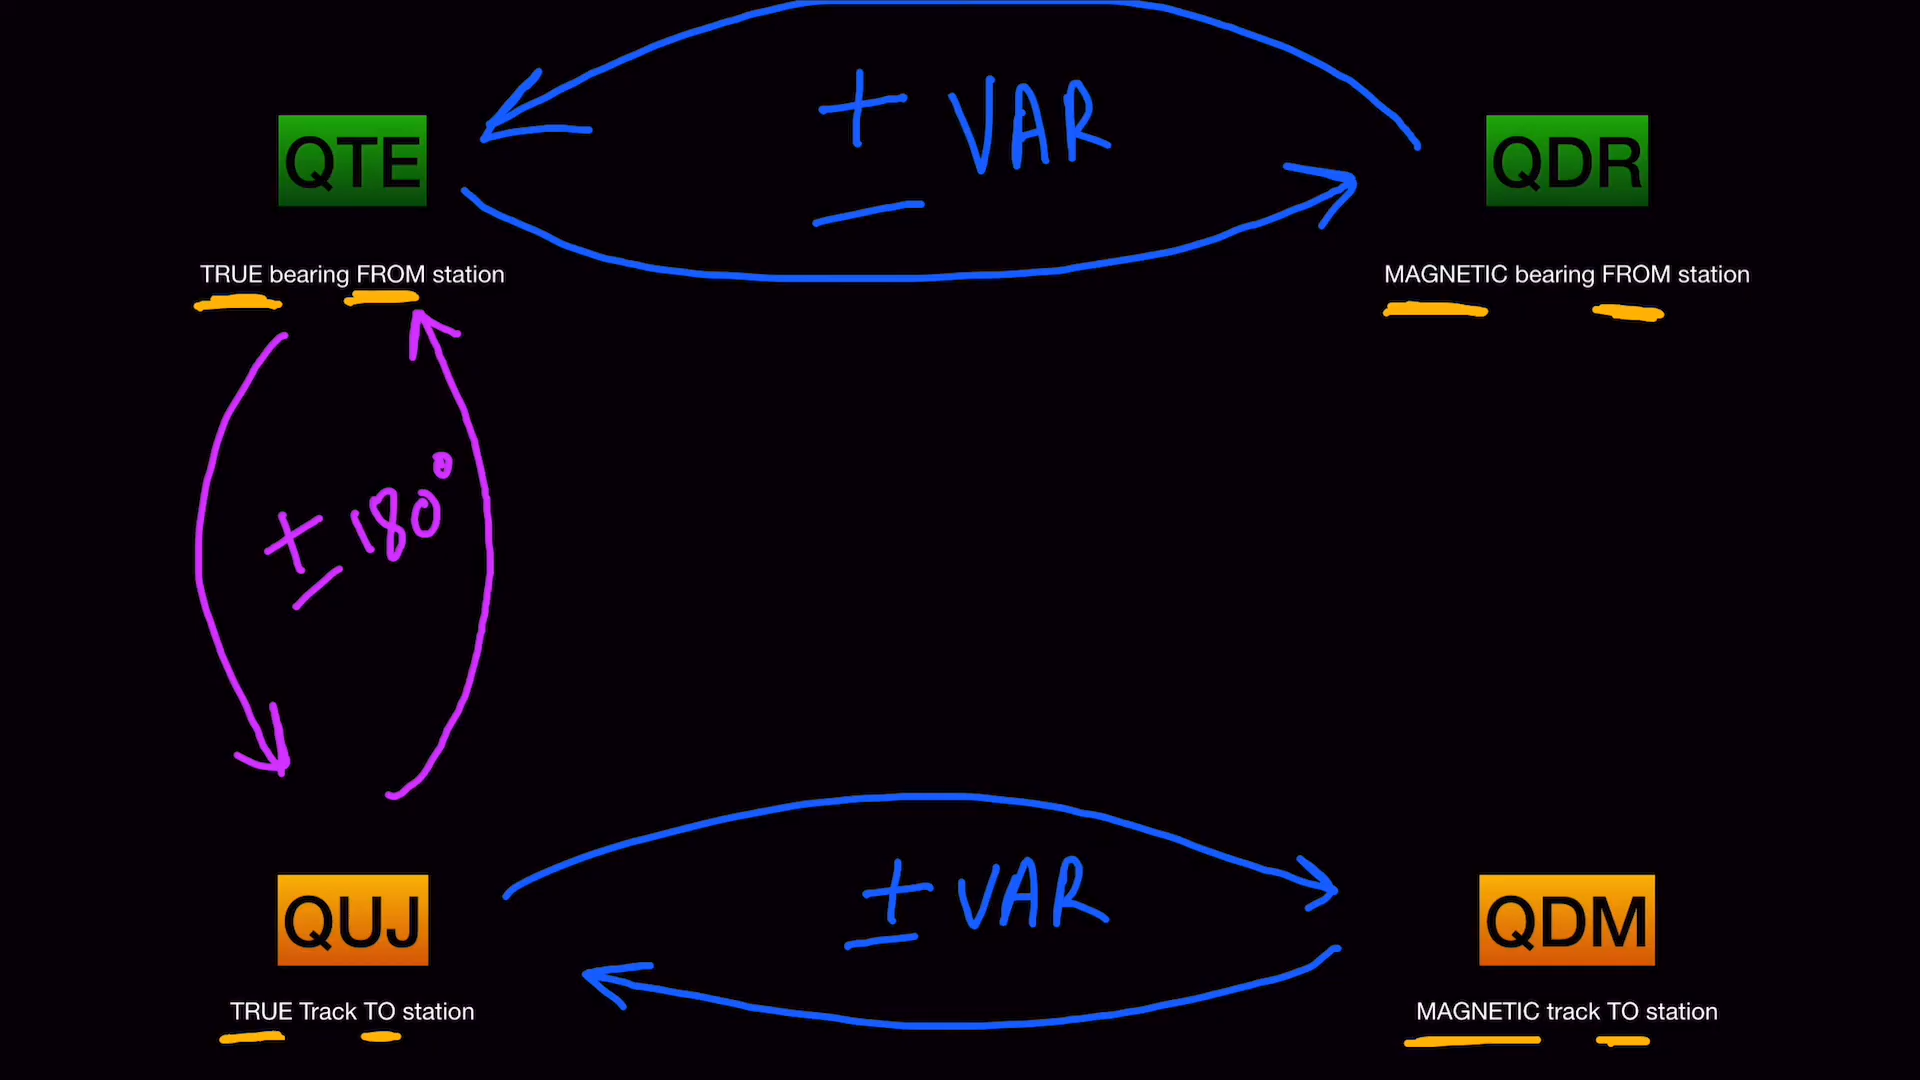 ± VAR
QTE
QDR
TRUE bearing FROM station
MAGNETIC bearing FROM station
± 180°
± VAR
QUJ
QDM
TRUE Track TO station
MAGNETIC track TO station